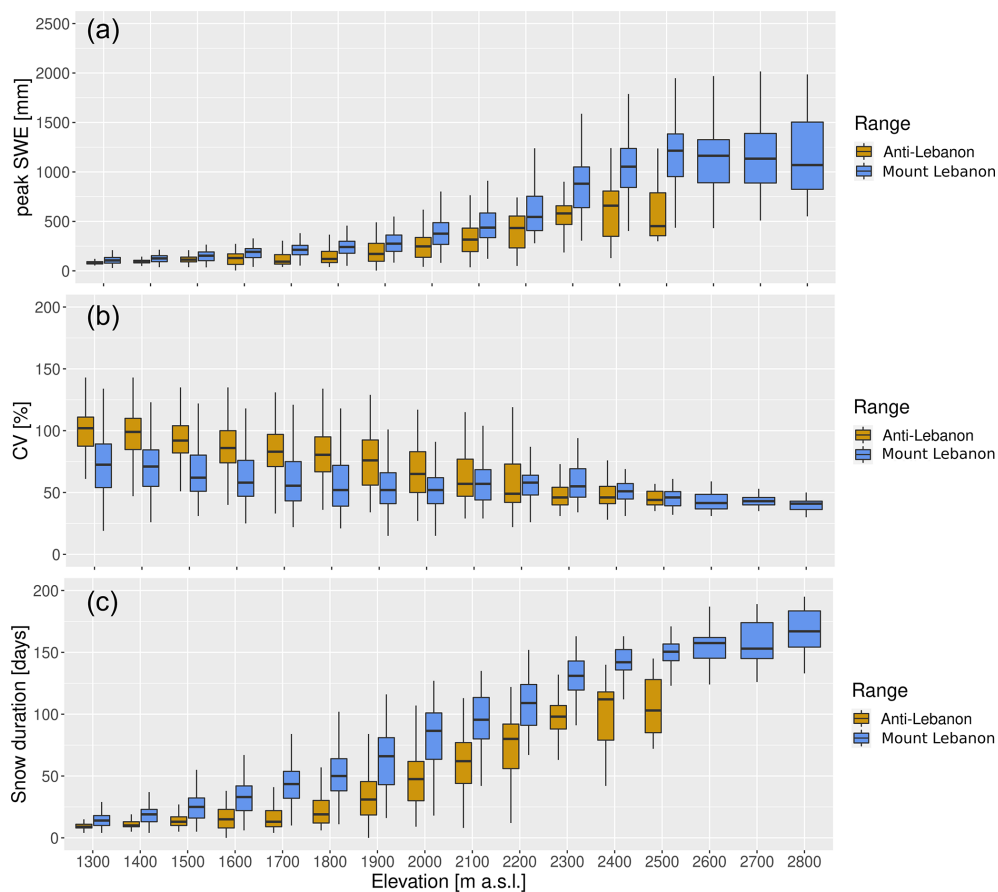 (a)
2500
2000
1500
1000
500
0
peak SWE [mm]
Range
Anti-Lebanon
Mount Lebanon
(b)
200
150
100
50
0
CV [%]
Range
Anti-Lebanon
Mount Lebanon
(c)
200
150
100
50
0
Snow duration [days]
Range
Anti-Lebanon
Mount Lebanon
1300 1400 1500 1600 1700 1800 1900 2000 2100 2200 2300 2400 2500 2600 2700 2800
Elevation [m a.s.l.]